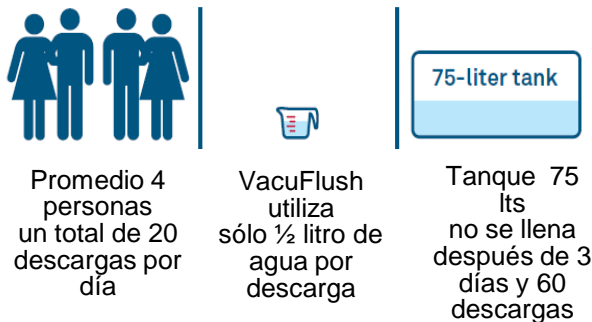 75-liter tank
Promedio 4
personas
un total de 20
descargas por
día
VacuFlush
utiliza
sólo ½ litro de
agua por
descarga
Tanque 75
lts
no se llena
después de 3
días y 60
descargas